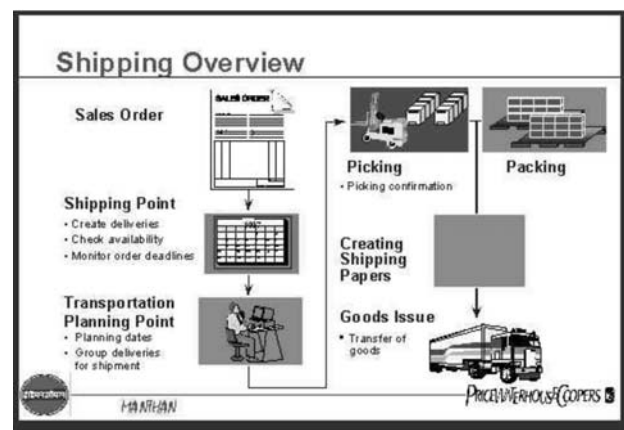 Shipping Overview
Sales Order
SALES ORDER
Shipping Point
• Create deliveries
• Check availability
• Monitor order deadlines
Transportation
Planning Point
• Planning dates
• Group deliveries
for shipment
Picking
• Picking confirmation
Packing
Creating
Shipping
Papers
Goods Issue
• Transfer of
goods
MANTHAN
PRICEWATERHOUSECOOPERS